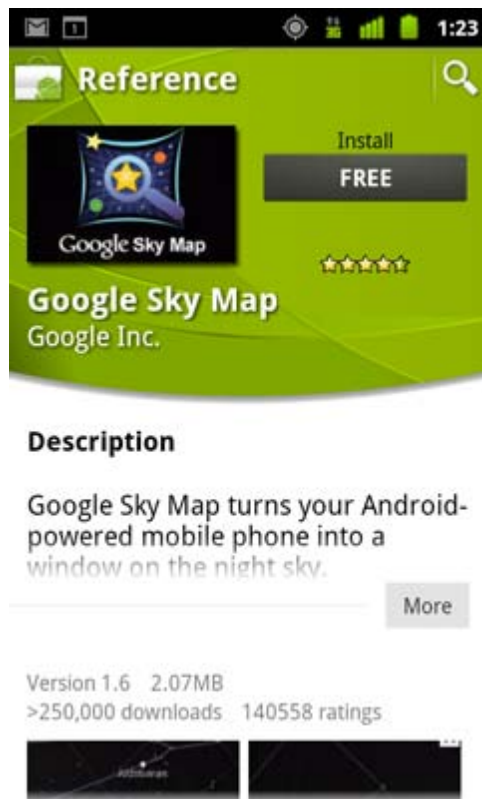 1
3G
1:23
Reference
Install
FREE
Google Sky Map
Google Sky Map
Google Inc.
Description
Google Sky Map turns your Android-
powered mobile phone into a
window on the night sky.
More
Version 1.6 2.07MB
>250,000 downloads 140558 ratings